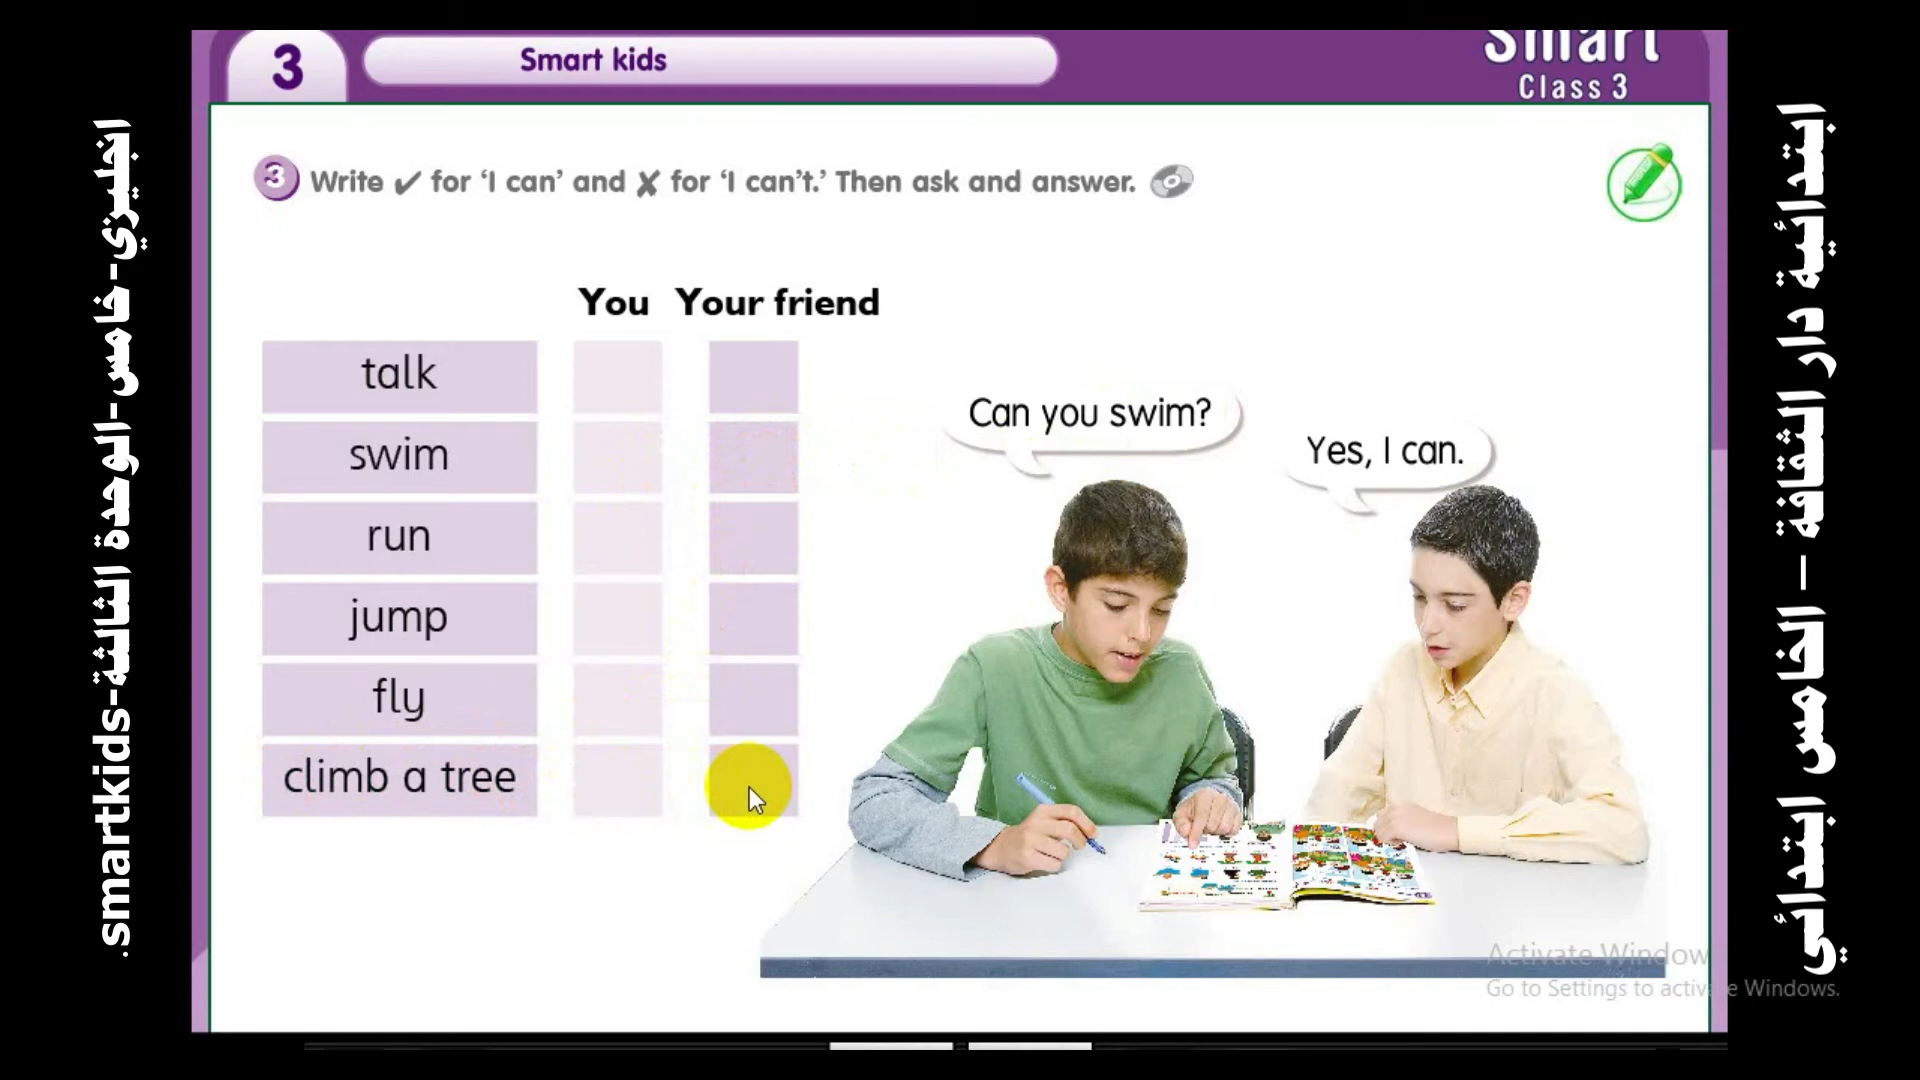 3
Smart kids
Smart
Class 3
3 Write ✔ for ‘I can’ and ✘ for ‘I can’t.’ Then ask and answer.
You Your friend
talk
swim
run
jump
fly
climb a tree
Can you swim?
Yes, I can.
انجليزي-خامس-الوحدة الثالثة-smartkids.
ابتدائية دار الثقافة – الخامس ابتدائي
Activate Window
Go to Settings to activate Windows.